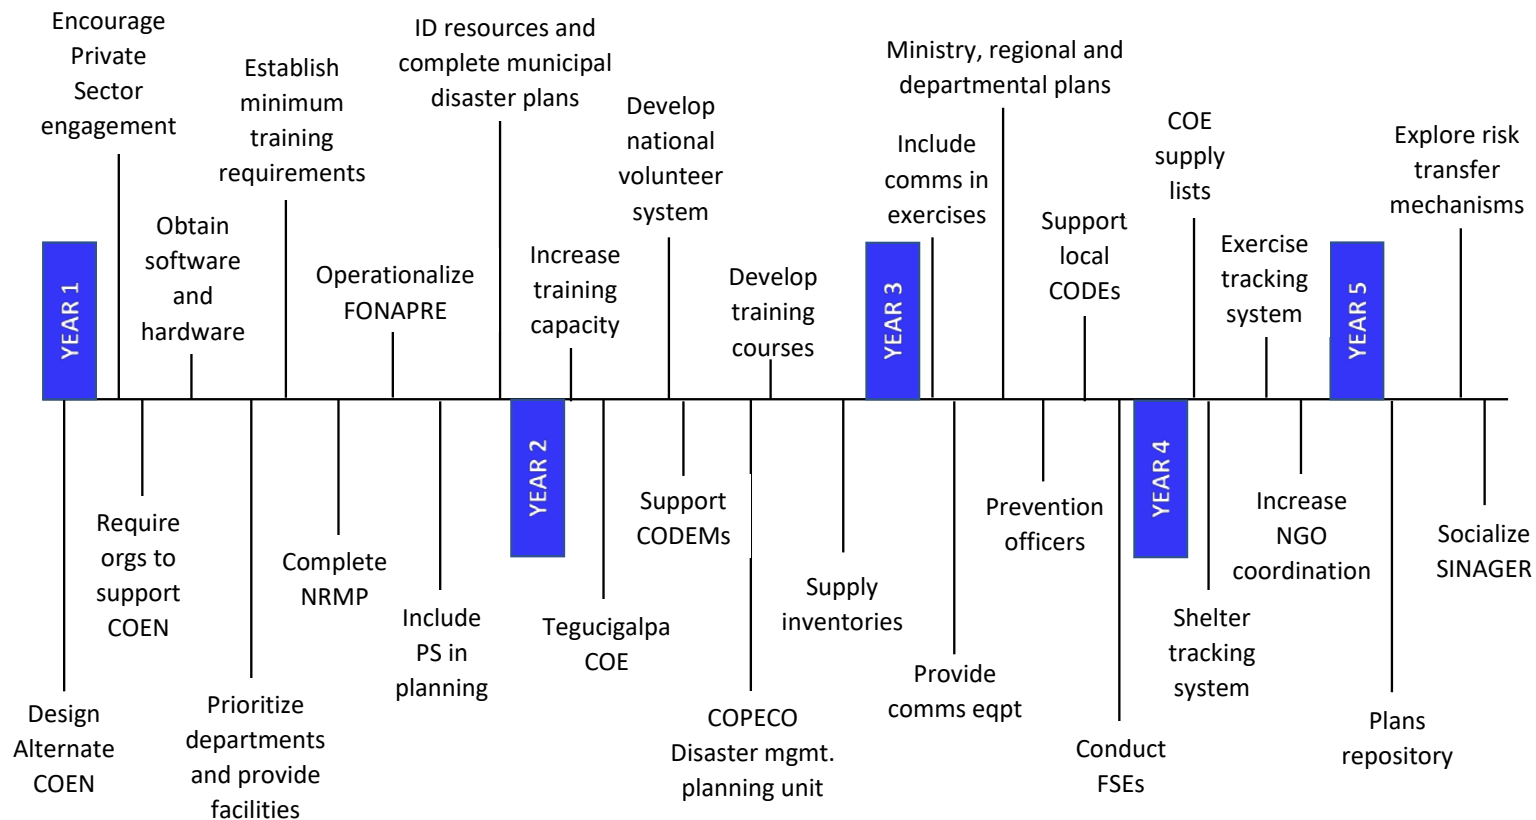 Encourage
Private
Sector
engagement
Establish
minimum
training
requirements
ID resources and
complete municipal
disaster plans
Develop
national
volunteer
system
Ministry, regional and
departmental plans
Include
comms in
exercises
COE
supply
lists
Explore risk
transfer
mechanisms
Obtain
software
and
hardware
Operationalize
FONAPRE
Increase
training
capacity
Develop
training
courses
Support
local
CODEs
Exercise
tracking
system
YEAR 1
YEAR 2
YEAR 3
YEAR 4
YEAR 5
Design
Alternate
COEN
Require
orgs to
support
COEN
Prioritize
departments
and provide
facilities
Complete
NRMP
Include
PS in
planning
Tegucigalpa
COE
Support
CODEMs
COPECO
Disaster mgmt.
planning unit
Supply
inventories
Provide
comms eqpt
Prevention
officers
Conduct
FSEs
Shelter
tracking
system
Increase
NGO
coordination
Plans
repository
Socialize
SINAGER